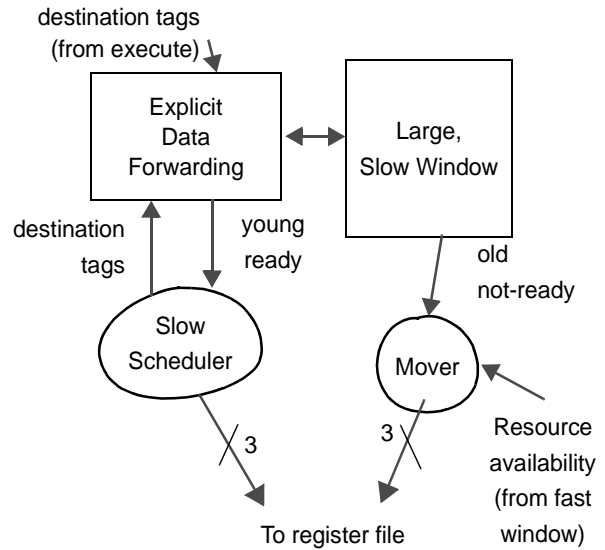 destination tags
(from execute)
Explicit
Data
Forwarding
Large,
Slow Window
destination
tags
young
ready
old
not-ready
Slow
Scheduler
Mover
3
3
Resource
availability
(from fast
window)
To register file